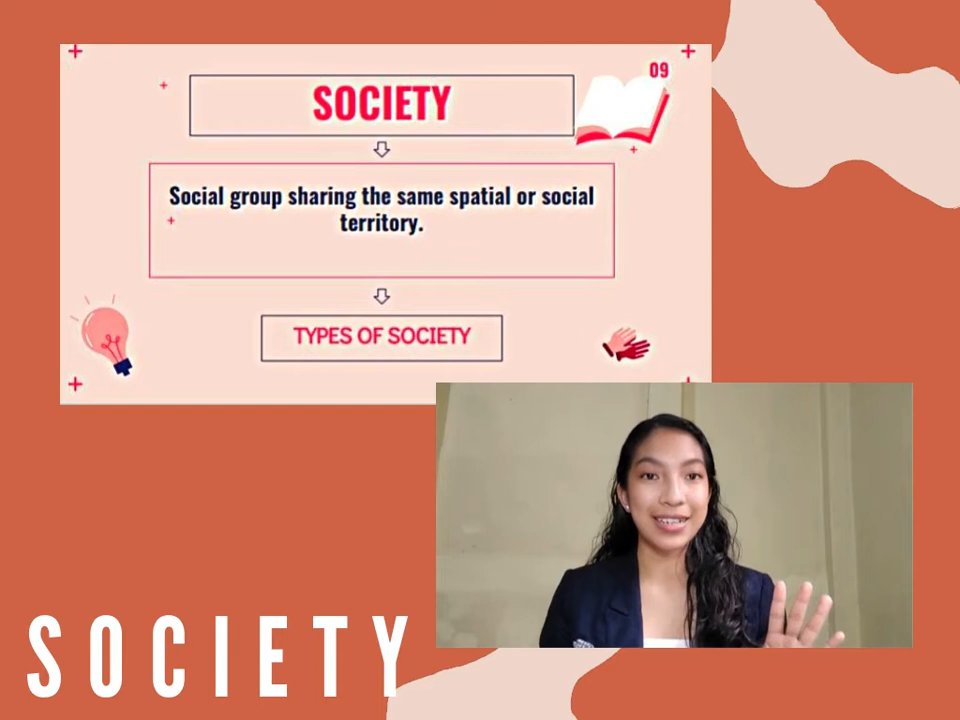 09
SOCIETY
Social group sharing the same spatial or social
territory.
TYPES OF SOCIETY
SOCIETY